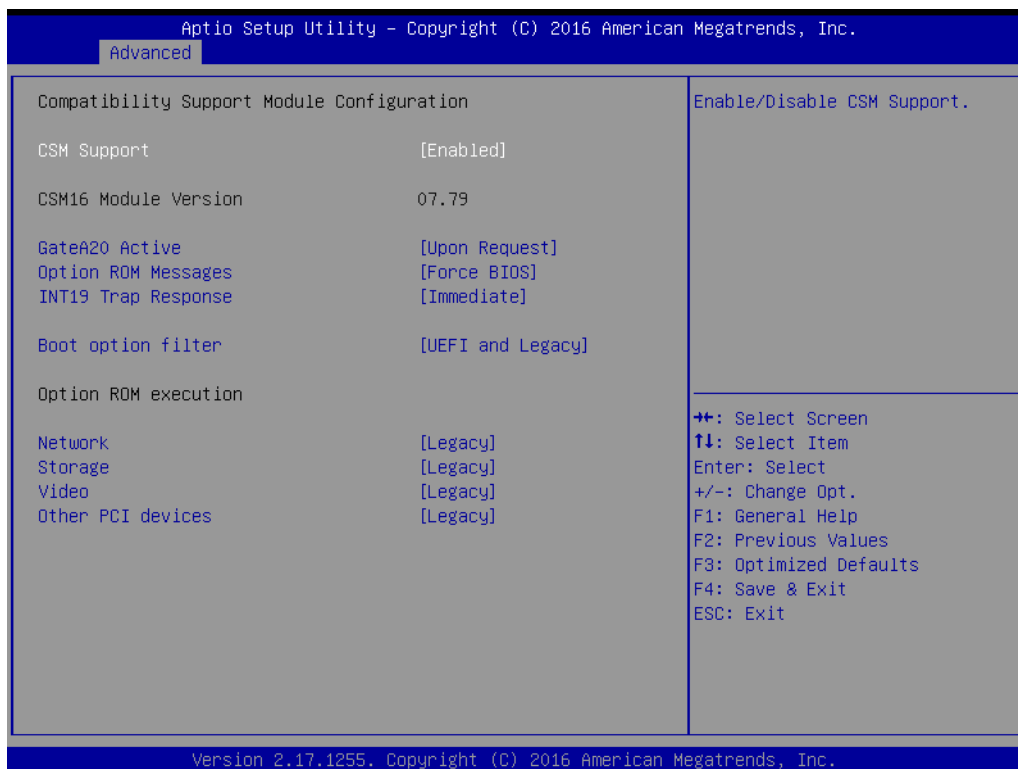 Aptio Setup Utility – Copyright (C) 2016 American Megatrends, Inc.
Advanced
Compatibility Support Module Configuration
CSM Support [Enabled]
CSM16 Module Version 07.79
GateA20 Active [Upon Request]
Option ROM Messages [Force BIOS]
INT19 Trap Response [Immediate]
Boot option filter [UEFI and Legacy]
Option ROM execution
Network [Legacy]
Storage [Legacy]
Video [Legacy]
Other PCI devices [Legacy]
Enable/Disable CSM Support.
→←: Select Screen
↑↓: Select Item
Enter: Select
+/-: Change Opt.
F1: General Help
F2: Previous Values
F3: Optimized Defaults
F4: Save & Exit
ESC: Exit
Version 2.17.1255. Copyright (C) 2016 American Megatrends, Inc.